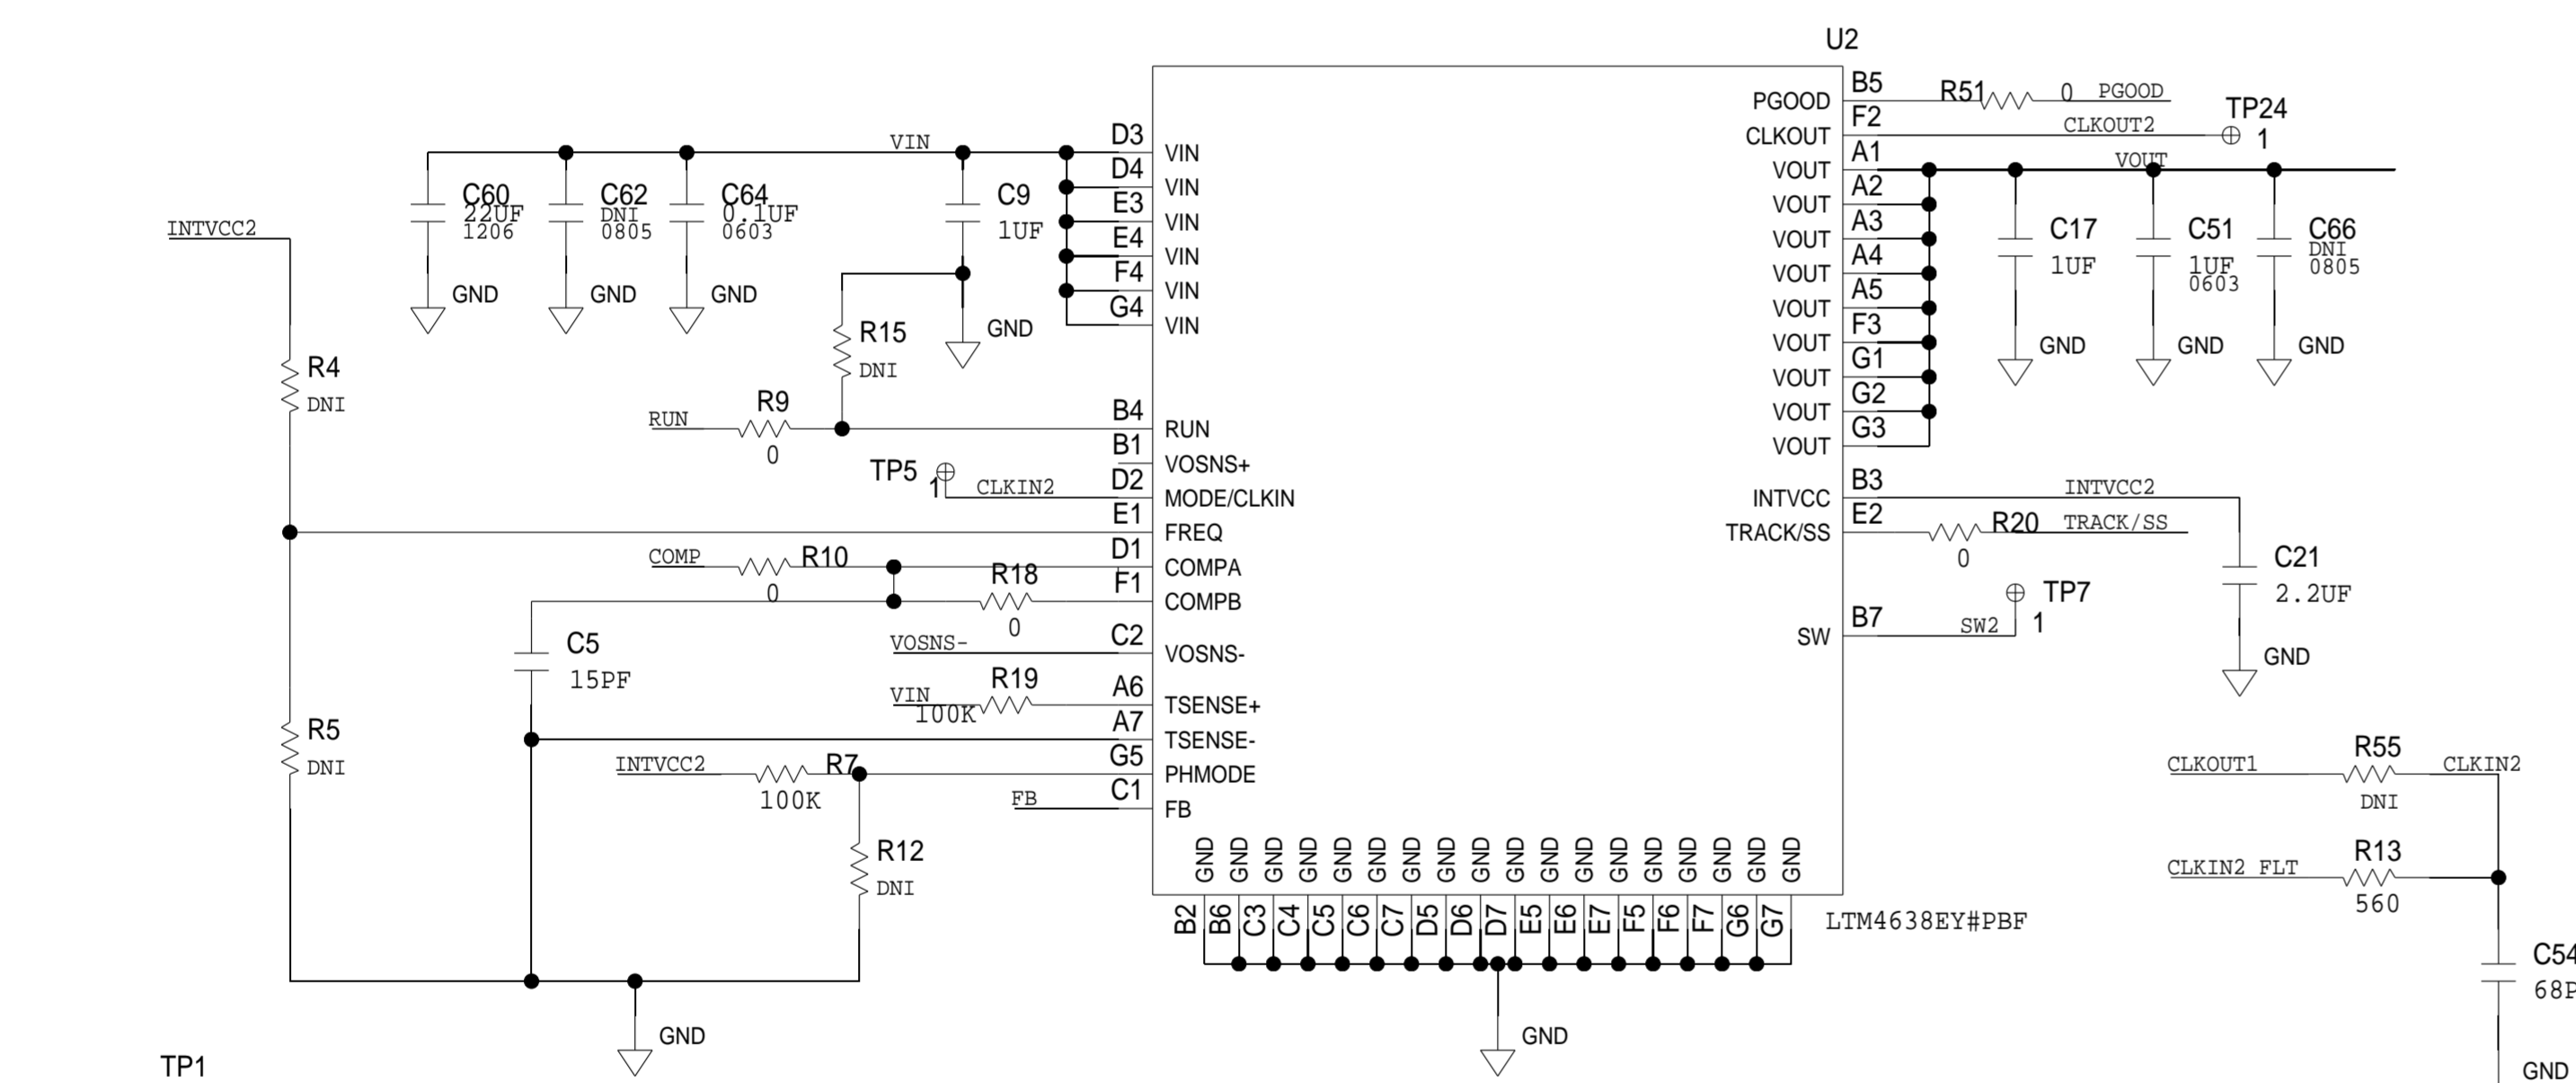 U2
B5
PGOOD
R51
0
PGOOD
F2
CLKOUT
CLKOUT2
TP24
1
VIN
D3
VIN
D4
VIN
E3
VIN
E4
VIN
F4
VIN
G4
VIN
A1
VOUT
VOUT
A2
VOUT
A3
VOUT
A4
VOUT
A5
VOUT
F3
VOUT
G1
VOUT
G2
VOUT
G3
VOUT
C60
22UF
1206
C62
DNI
0805
C64
0.1UF
0603
C9
1UF
GND
GND
GND
GND
C17
1UF
C51
1UF
0603
C66
DNI
0805
GND
GND
GND
INTVCC2
R4
DNI
R15
DNI
RUN
R9
0
B4
RUN
B1
VOSNS+
TP5
1
CLKIN2
D2
MODE/CLKIN
E1
FREQ
COMP
R10
0
D1
COMPA
R18
0
F1
COMPB
C5
15PF
VOSNS-
C2
VOSNS-
VIN
100K
R19
A6
TSENSE+
A7
TSENSE-
R5
DNI
INTVCC2
R7
100K
G5
PHMODE
FB
C1
FB
R12
DNI
B3
INTVCC
INTVCC2
E2
TRACK/SS
R20
0
TRACK/SS
C21
2.2UF
GND
TP7
1
B7
SW
SW2
CLKOUT1
R55
DNI
CLKIN2
CLKIN2 FLT
R13
560
C54
68P
GND
GND GND GND GND GND GND GND GND GND GND GND GND GND GND GND GND GND GND
B2 B6 C3 C4 C5 C6 C7 D5 D6 D7 E5 E6 E7 F5 F6 F7 G6 G7
LTM4638EY#PBF
GND
GND
TP1